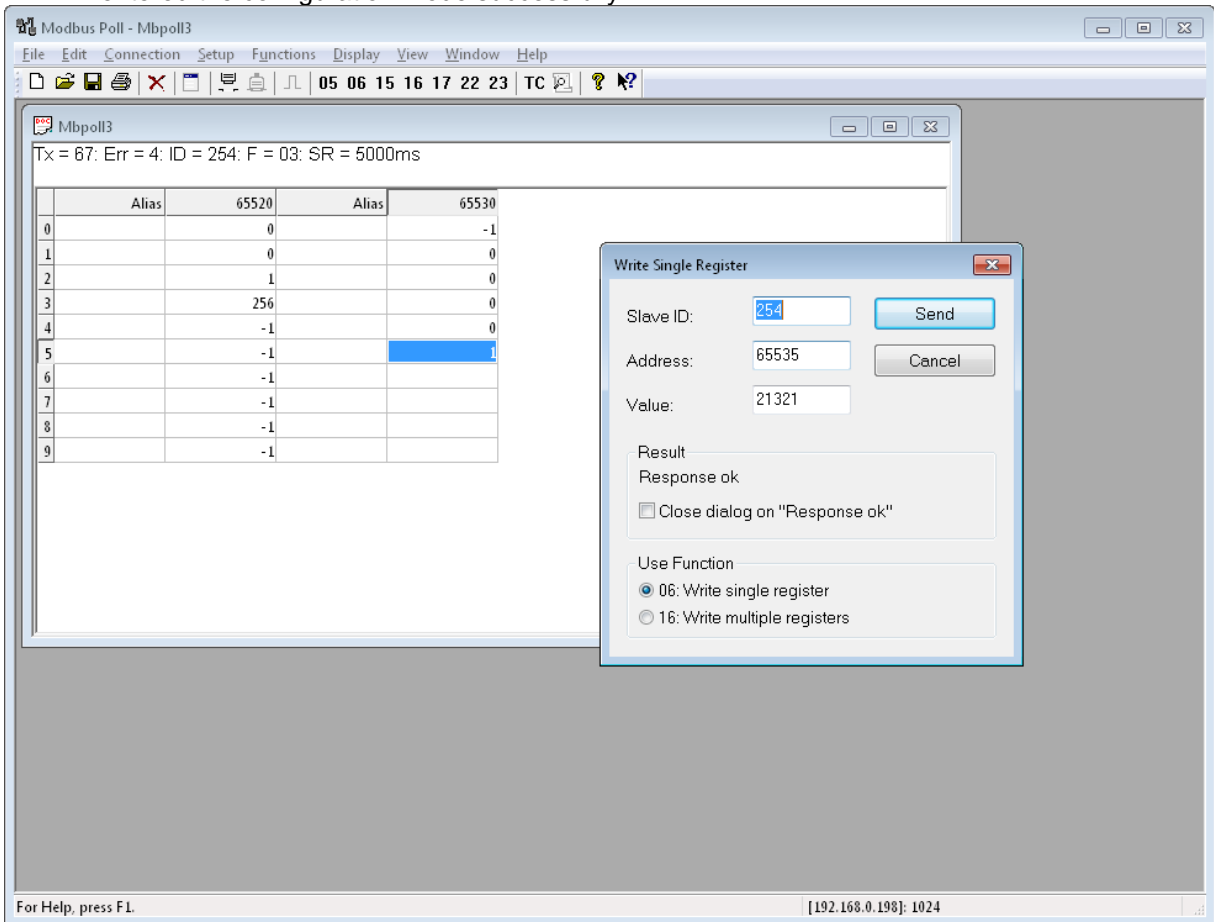 Modbus Poll - Mbpoll3
File Edit Connection Setup Functions Display View Window Help
05 06 15 16 17 22 23 TC
Mbpoll3
Tx = 67: Err = 4: ID = 254: F = 03: SR = 5000ms
Alias 65520 Alias 65530
0 0 -1
1 0 0
2 1 0
3 256 0
4 -1 0
5 -1 1
6 -1
7 -1
8 -1
9 -1
Write Single Register
Slave ID: 254 Send
Address: 65535 Cancel
Value: 21321
Result
Response ok
Close dialog on "Response ok"
Use Function
06: Write single register
16: Write multiple registers
For Help, press F1. [192.168.0.198]: 1024